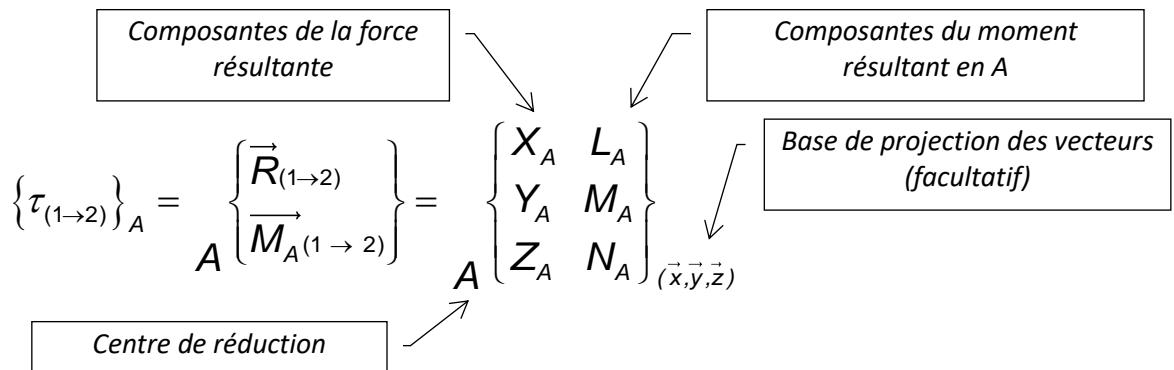 Composantes de la force
résultante
Composantes du moment
résultant en A
Base de projection des vecteurs
(facultatif)
{τ(1→2)}A = A{R⃗(1→2) M⃗A(1 → 2)} = A{XA LA YA MA ZA NA}(x⃗,y⃗,z⃗)
Centre de réduction